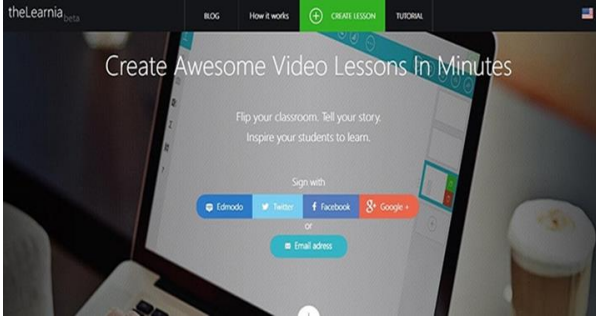 theLearnia beta
BLOG
How it works
CREATE LESSON
TUTORIAL
Create Awesome Video Lessons In Minutes
Flip your classroom. Tell your story.
Inspire your students to learn.
Sign with
Edmodo
Twitter
Facebook
Google +
or
Email adress